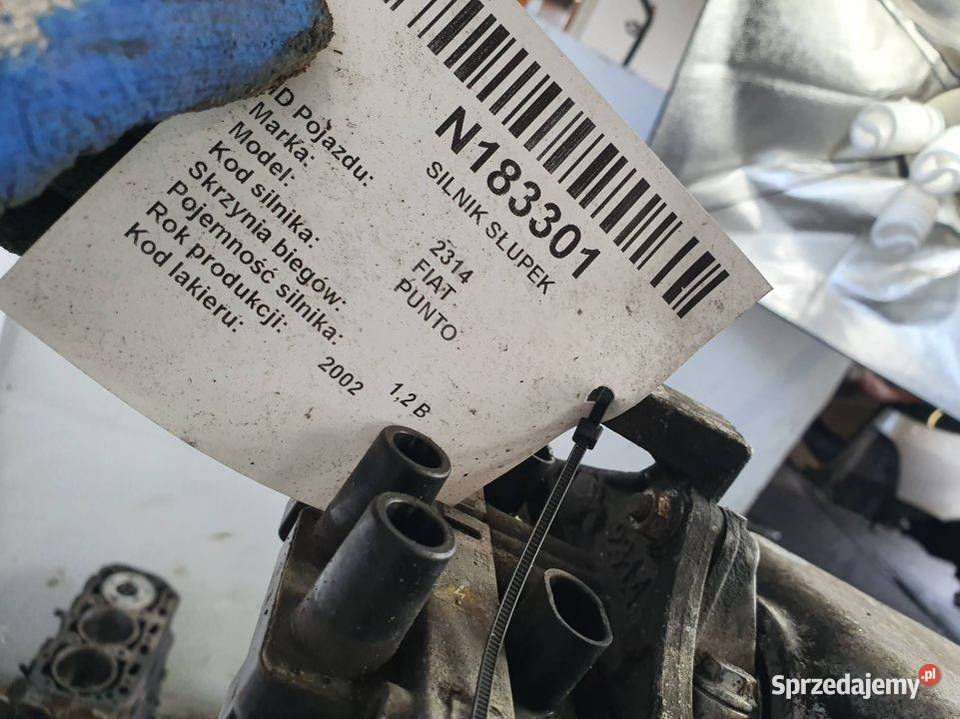 N183301
SILNIK SŁUPEK
ID Pojazdu: 2314
Marka: FIAT
Model: PUNTO
Kod silnika:
Skrzynia biegów:
Pojemność silnika: 1,2 B
Rok produkcji: 2002
Kod lakieru:
Sprzedajemy.pl